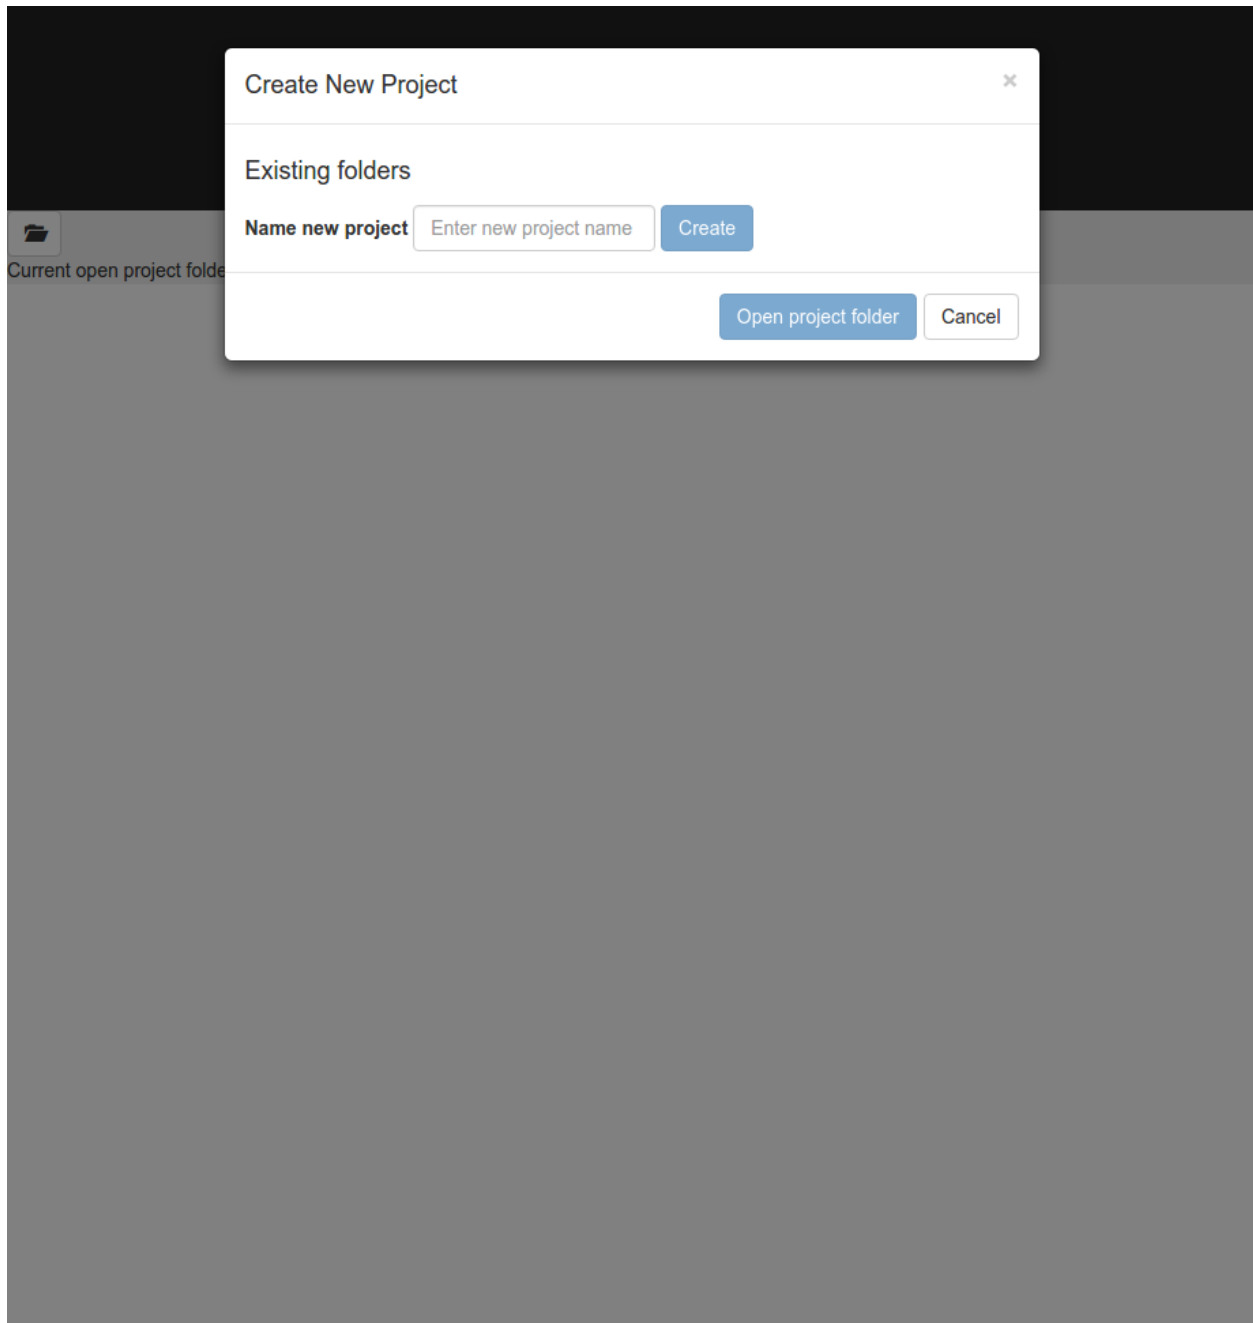 Create New Project ×
Existing folders
Name new project Enter new project name Create
Current open project folde
Open project folder Cancel